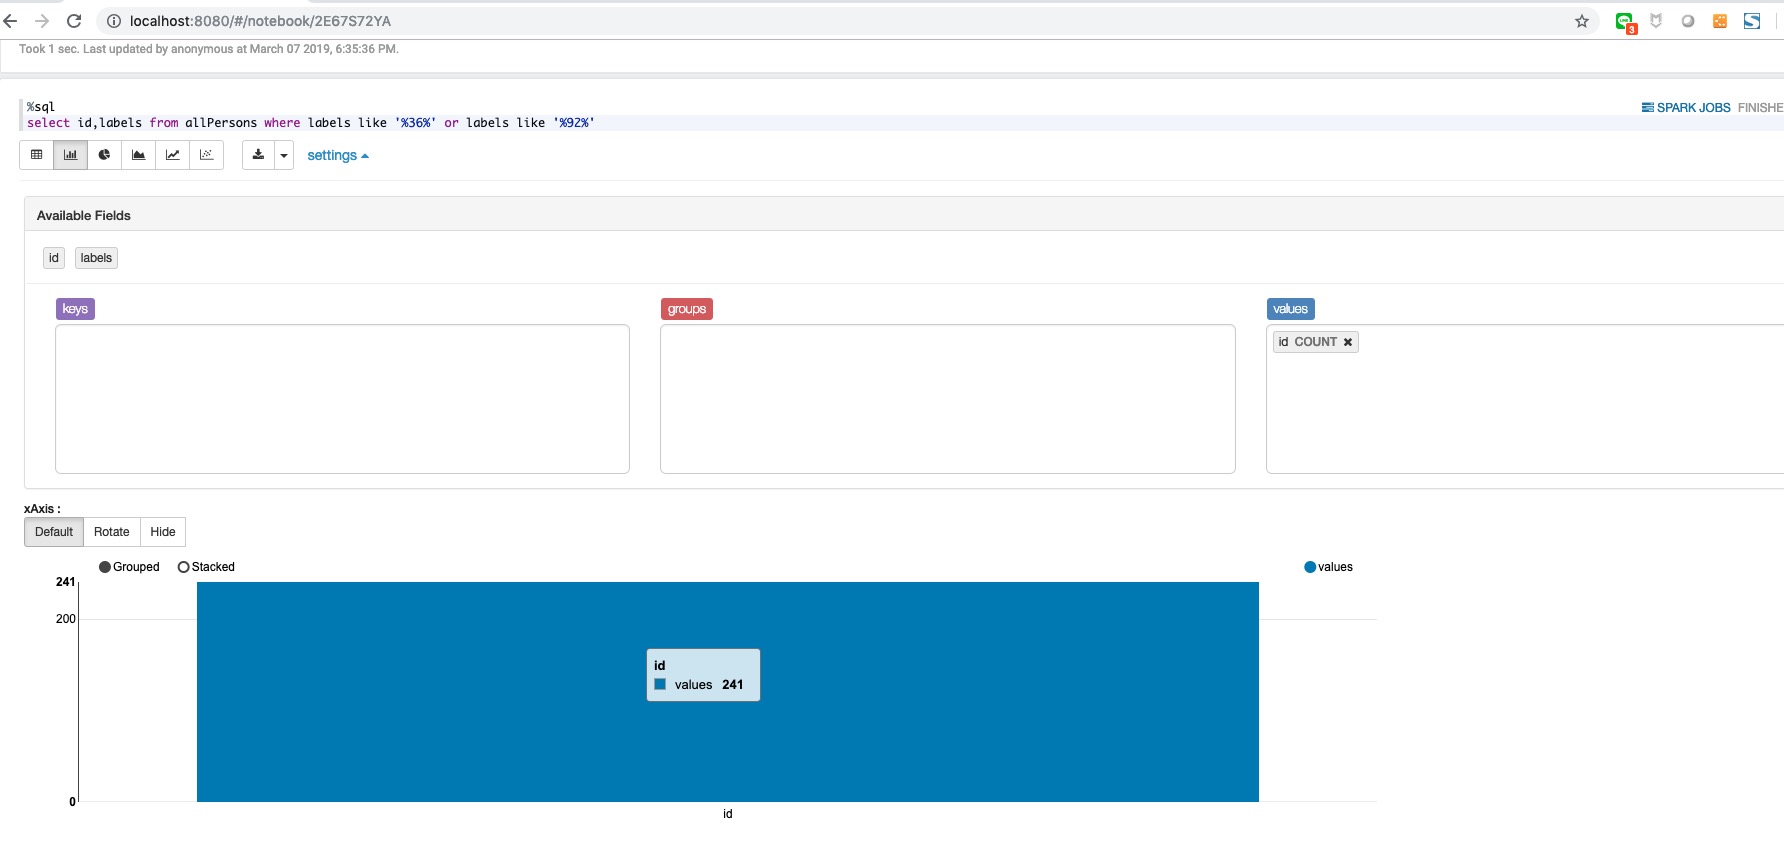 localhost:8080/#/notebook/2E67S72YA
3
Took 1 sec. Last updated by anonymous at March 07 2019, 6:35:36 PM.
%sql
SPARK JOBS FINISHE
select id,labels from allPersons where labels like '%36%' or labels like '%92%'
settings
Available Fields
id labels
keys groups values
id COUNT
xAxis :
Default Rotate Hide
Grouped Stacked values
241
200
id
values 241
0
id